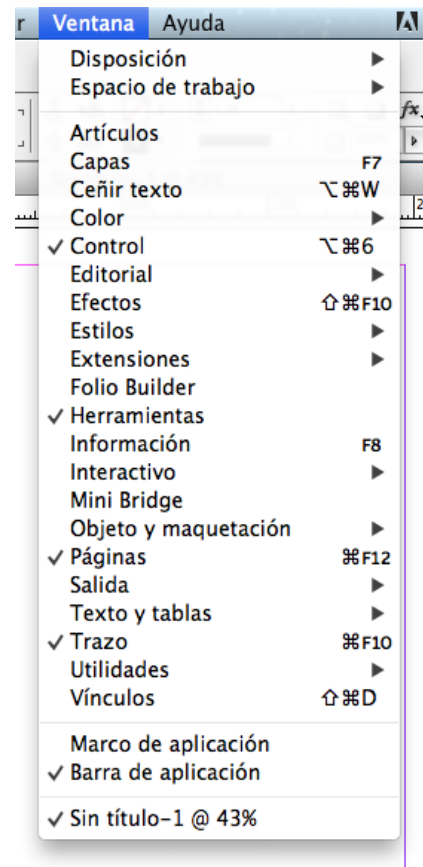 r Ventana Ayuda
Disposición
Espacio de trabajo
fx
Artículos
Capas F7
Ceñir texto ⌥⌘W
Color
✓ Control ⌥⌘6
Editorial
Efectos ⇧⌘F10
Estilos
Extensiones
Folio Builder
✓ Herramientas
Información F8
Interactivo
Mini Bridge
Objeto y maquetación
✓ Páginas ⌘F12
Salida
Texto y tablas
✓ Trazo ⌘F10
Utilidades
Vínculos ⇧⌘D
Marco de aplicación
✓ Barra de aplicación
✓ Sin título-1 @ 43%